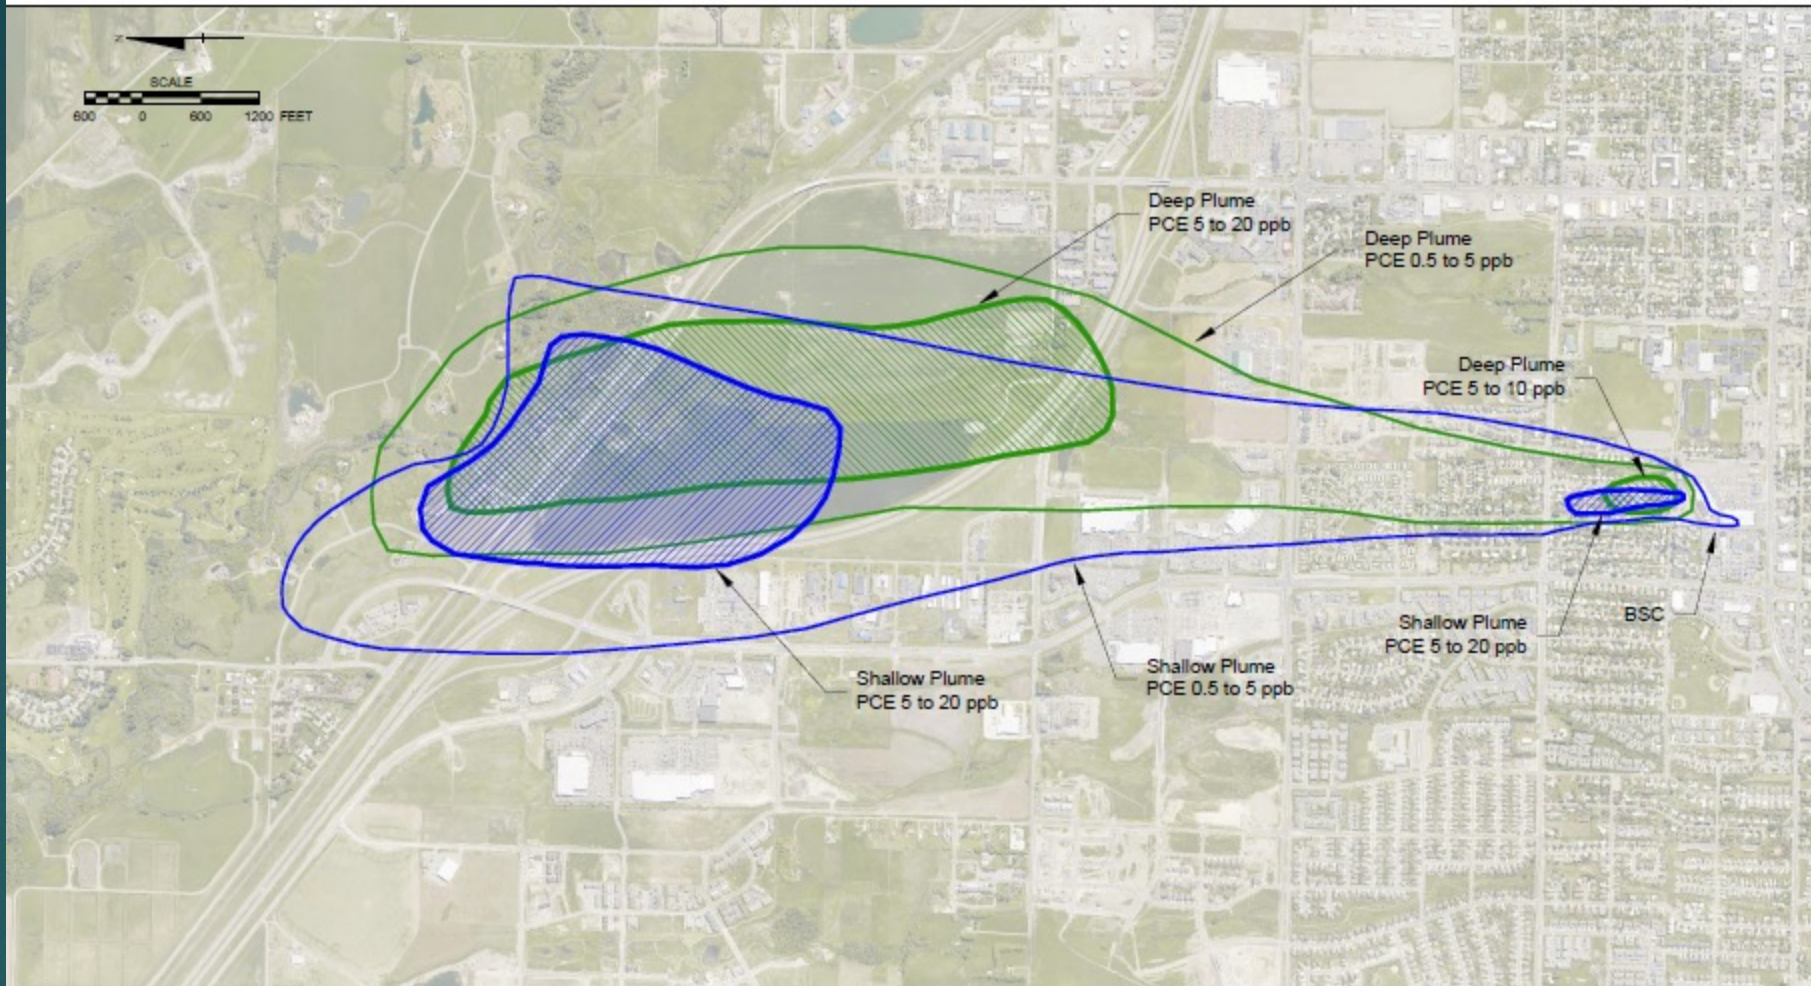 N
SCALE
600 0 600 1200 FEET
Deep Plume
PCE 5 to 20 ppb
Deep Plume
PCE 0.5 to 5 ppb
Deep Plume
PCE 5 to 10 ppb
BSC
Shallow Plume
PCE 5 to 20 ppb
Shallow Plume
PCE 0.5 to 5 ppb
Shallow Plume
PCE 5 to 20 ppb